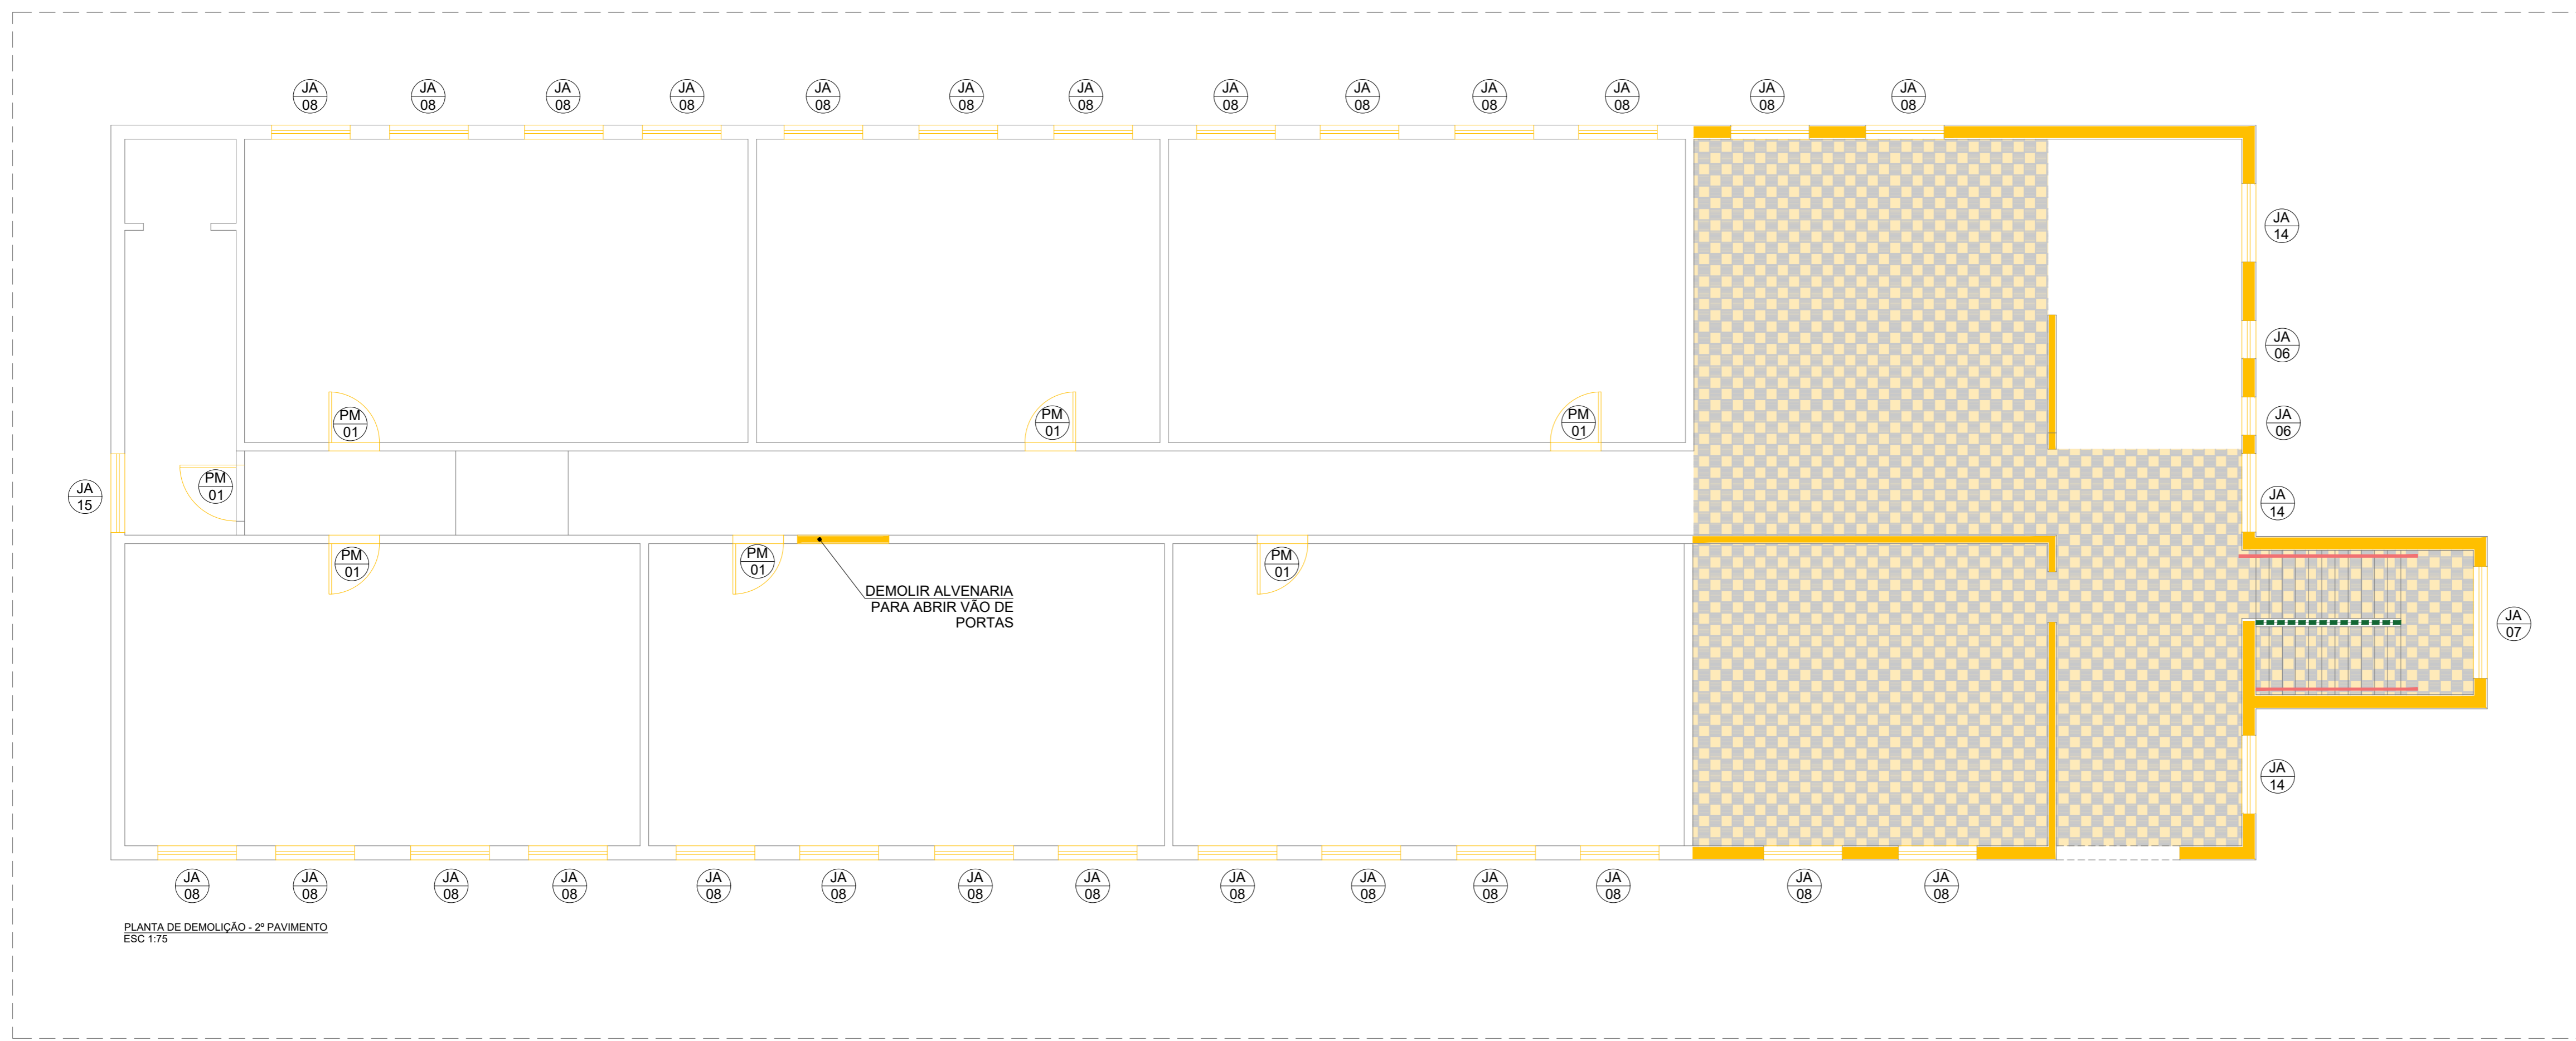 JA
08
JA
08
JA
08
JA
08
JA
08
JA
08
JA
08
JA
08
JA
08
JA
08
JA
08
JA
08
JA
08
JA
14
JA
06
PM
01
PM
01
PM
01
JA
06
JA
15
PM
01
JA
14
PM
01
PM
01
PM
01
DEMOLIR ALVENARIA
PARA ABRIR VÃO DE
PORTAS
JA
07
JA
14
JA
08
JA
08
JA
08
JA
08
JA
08
JA
08
JA
08
JA
08
JA
08
JA
08
JA
08
JA
08
JA
08
JA
08
PLANTA DE DEMOLIÇÃO - 2º PAVIMENTO
ESC 1:75